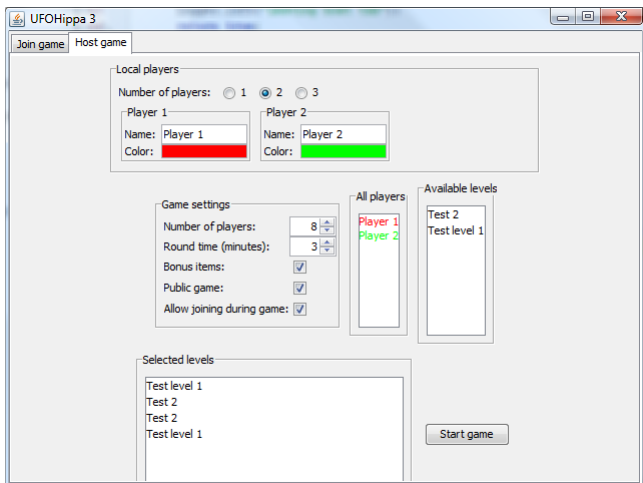 UFOHippa 3
Join game Host game
Local players
Number of players: 1 2 3
Player 1 Player 2
Name: Player 1 Name: Player 2
Color: Color:
Game settings
Number of players: 8
Round time (minutes): 3
Bonus items:
Public game:
Allow joining during game:
All players
Player 1
Player 2
Available levels
Test 2
Test level 1
Selected levels
Test level 1
Test 2
Test 2
Test level 1
Start game